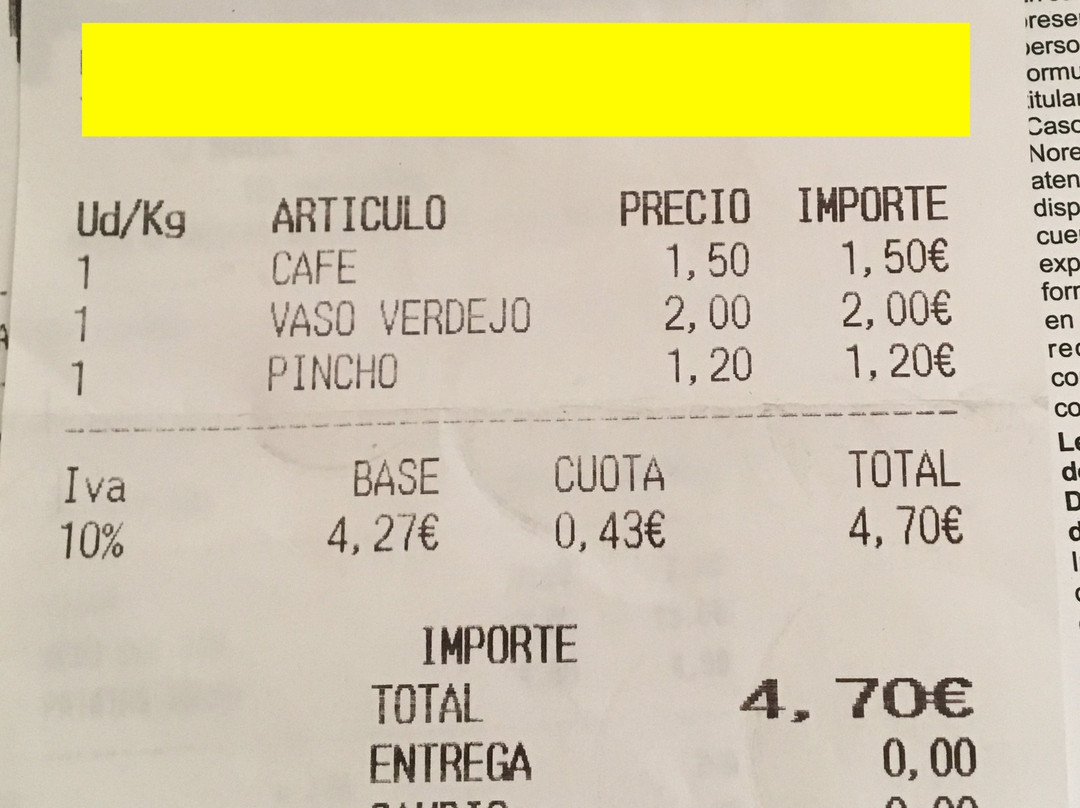 Ud/Kg ARTICULO PRECIO IMPORTE
1 CAFE 1,50 1,50€
1 VASO VERDEJO 2,00 2,00€
1 PINCHO 1,20 1,20€
Iva BASE CUOTA TOTAL
10% 4,27€ 0,43€ 4,70€
IMPORTE
TOTAL 4,70€
ENTREGA 0,00